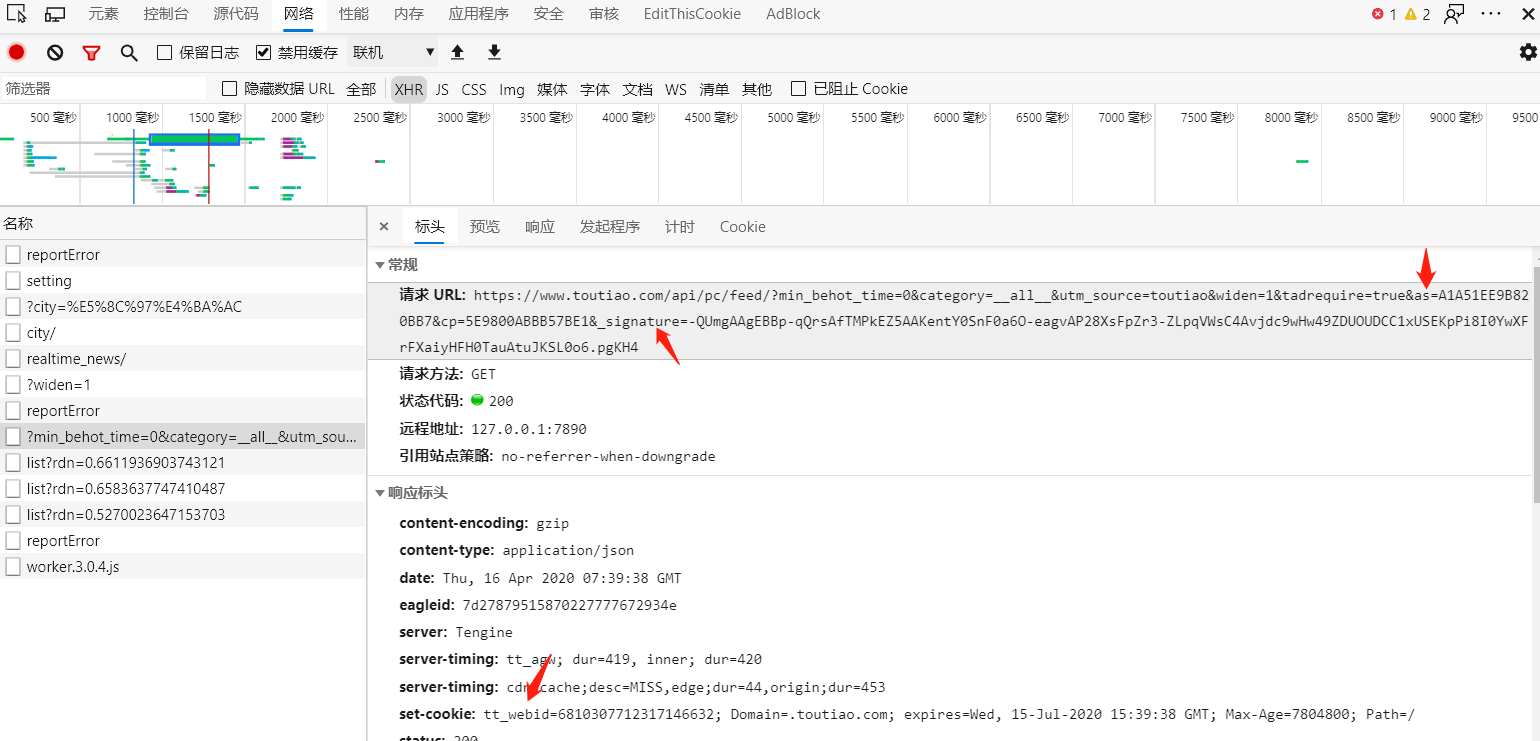 元素 控制台 源代码 网络 性能 内存 应用程序 安全 审核 EditThisCookie AdBlock 1 2
保留日志 禁用缓存 联机
筛选器 隐藏数据 URL 全部 XHR JS CSS Img 媒体 字体 文档 WS 清单 其他 已阻止 Cookie
500 毫秒 1000 毫秒 1500 毫秒 2000 毫秒 2500 毫秒 3000 毫秒 3500 毫秒 4000 毫秒 4500 毫秒 5000 毫秒 5500 毫秒 6000 毫秒 6500 毫秒 7000 毫秒 7500 毫秒 8000 毫秒 8500 毫秒 9000 毫秒 9500
名称
reportError
setting
?city=%E5%8C%97%E4%BA%AC
city/
realtime_news/
?widen=1
reportError
?min_behot_time=0&category=__all__&utm_sou...
list?rdn=0.6611936903743121
list?rdn=0.6583637747410487
list?rdn=0.5270023647153703
reportError
worker.3.0.4.js
× 标头 预览 响应 发起程序 计时 Cookie
常规
请求 URL: https://www.toutiao.com/api/pc/feed/?min_behot_time=0&category=__all__&utm_source=toutiao&widen=1&tadrequire=true&as=A1A51EE9B82
0BB7&cp=5E9800ABBB57BE1&_signature=-QUmgAAgEBBp-qQrsAfTMPkEZ5AAKentY0SnF0a6O-eagvAP28XsFpZr3-ZLpqVWsC4Avjdc9wHw49ZDUOUDCC1xUSEKpPi8I0YwXF
rFXaiyHFH0TauAtuJKSL0o6.pgKH4
请求方法: GET
状态代码: 200
远程地址: 127.0.0.1:7890
引用站点策略: no-referrer-when-downgrade
响应标头
content-encoding: gzip
content-type: application/json
date: Thu, 16 Apr 2020 07:39:38 GMT
eagleid: 7d27879515870227777672934e
server: Tengine
server-timing: tt_agw; dur=419, inner; dur=420
server-timing: cdn-cache;desc=MISS,edge;dur=44,origin;dur=453
set-cookie: tt_webid=6810307712317146632; Domain=.toutiao.com; expires=Wed, 15-Jul-2020 15:39:38 GMT; Max-Age=7804800; Path=/
status: 200